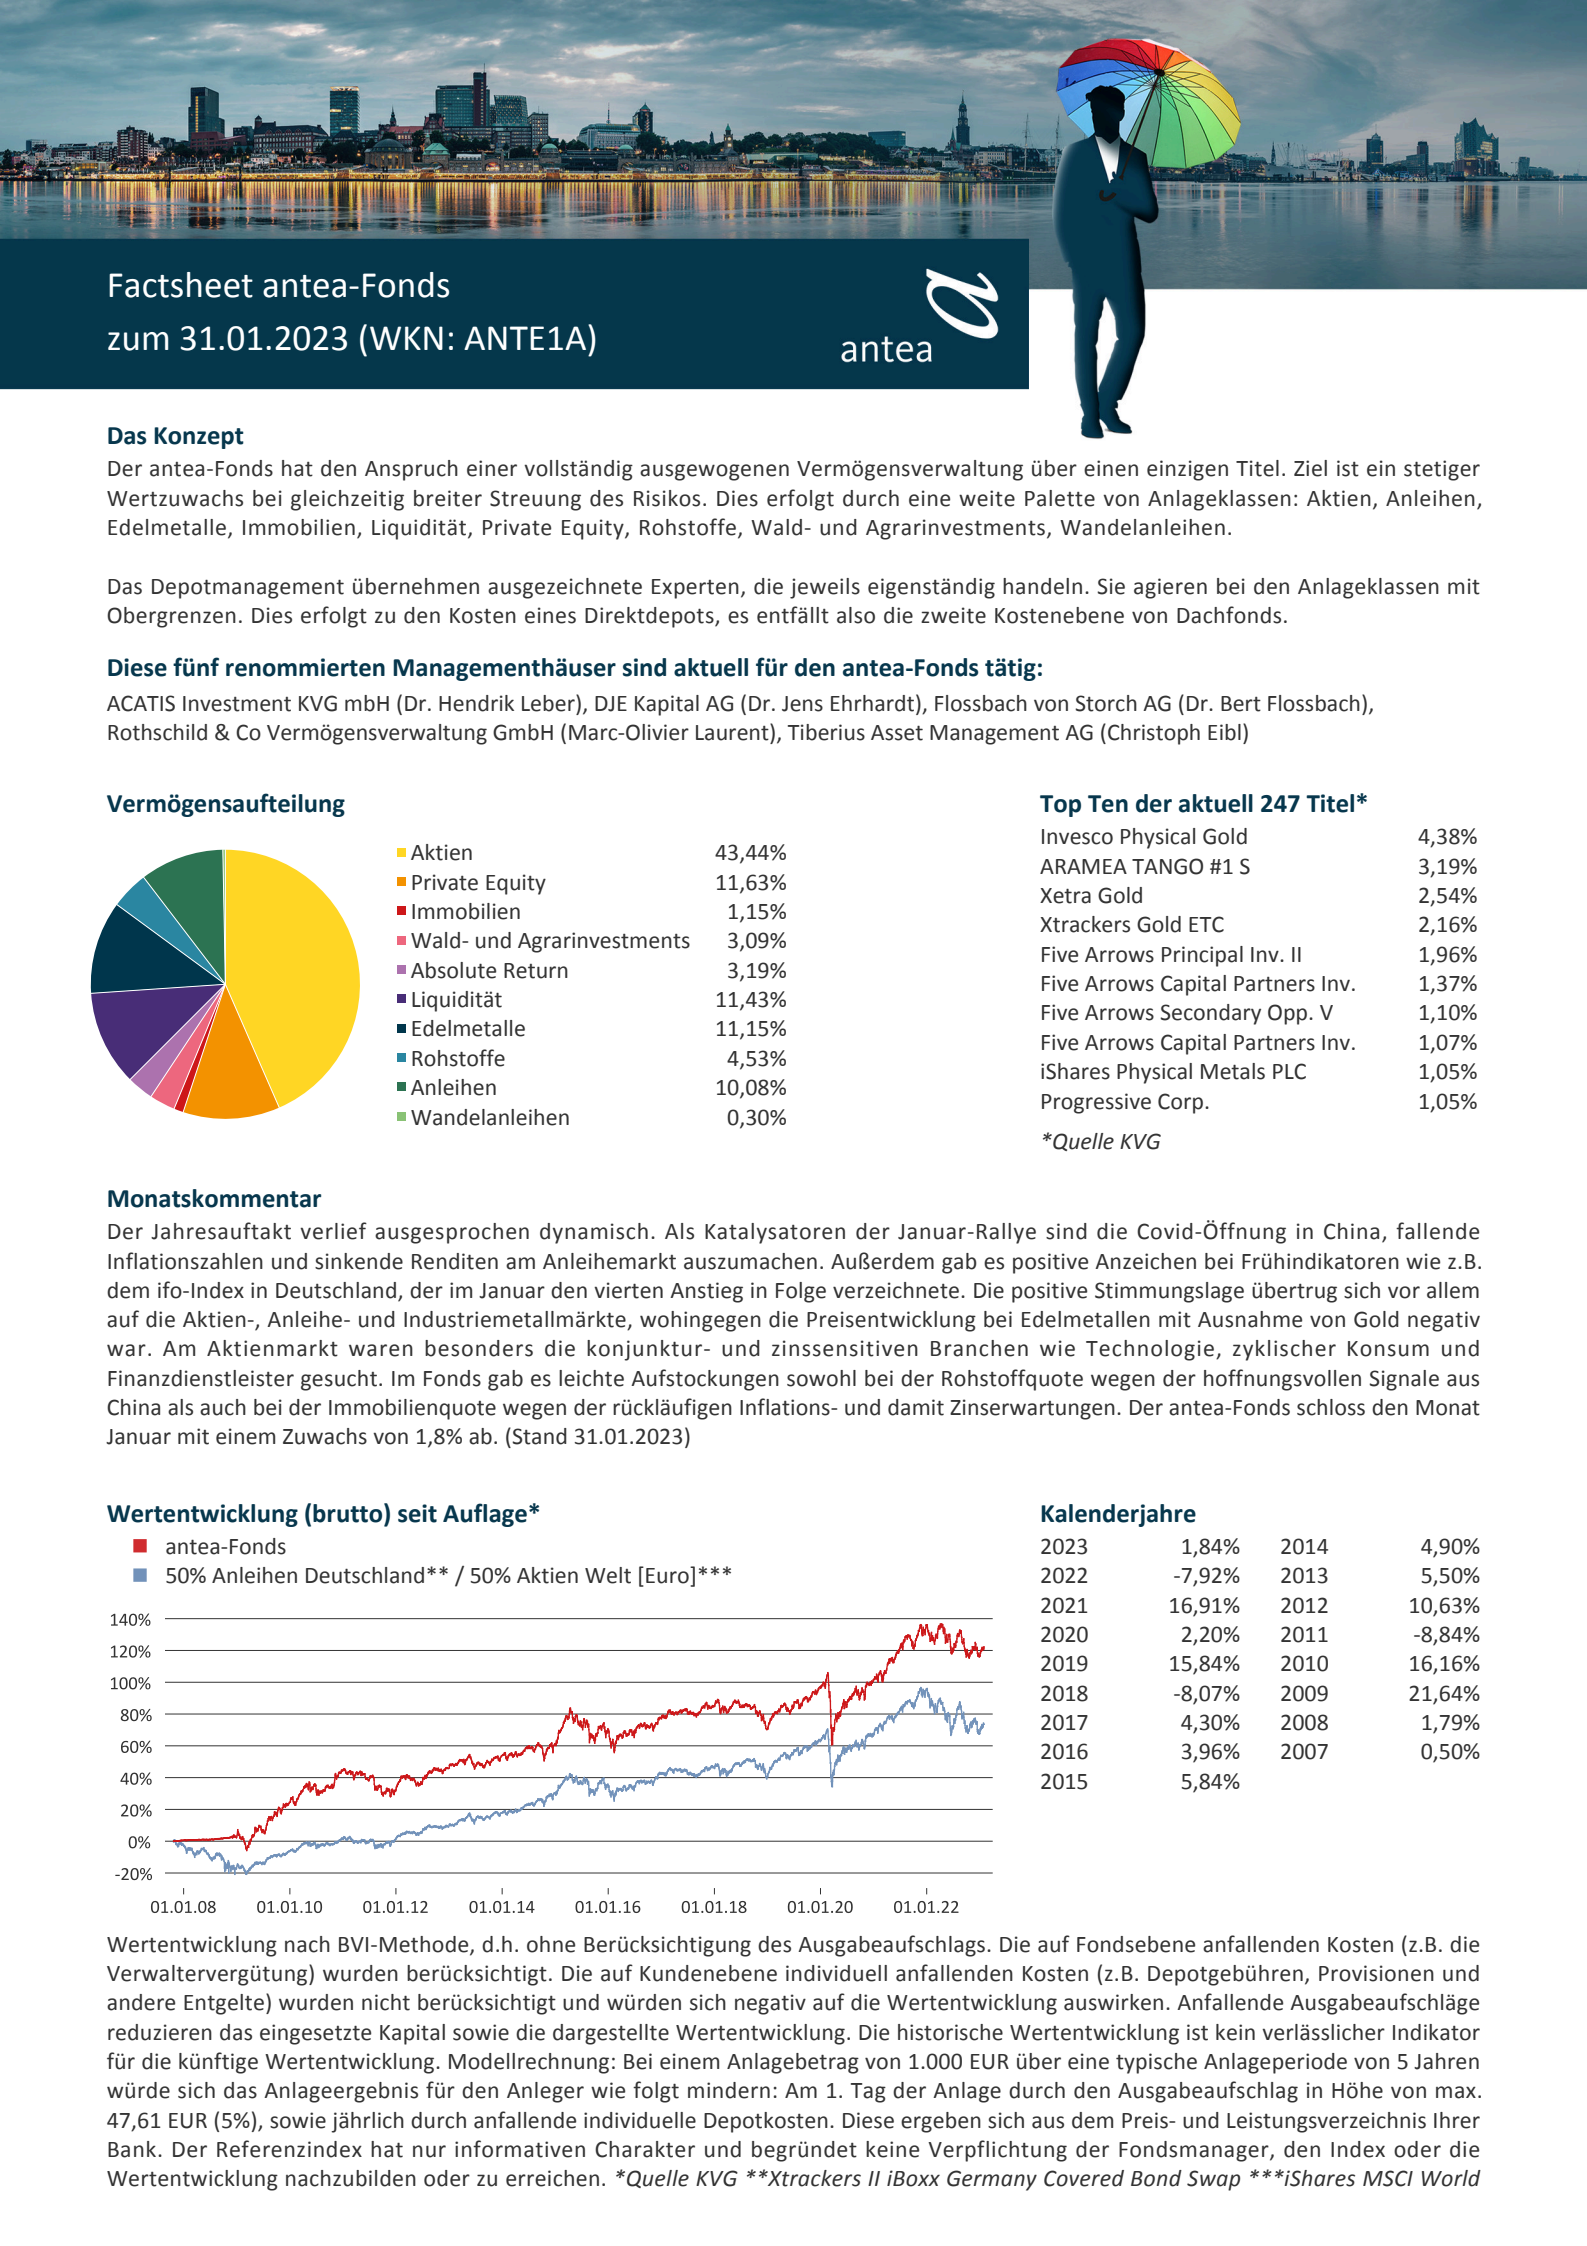 Factsheet antea-Fonds
zum 31.01.2023 (WKN: ANTE1A)
antea
a
Das Konzept
Der antea-Fonds hat den Anspruch einer vollständig ausgewogenen Vermögensverwaltung über einen einzigen Titel. Ziel ist ein stetiger
Wertzuwachs bei gleichzeitig breiter Streuung des Risikos. Dies erfolgt durch eine weite Palette von Anlageklassen: Aktien, Anleihen,
Edelmetalle, Immobilien, Liquidität, Private Equity, Rohstoffe, Wald- und Agrarinvestments, Wandelanleihen.
Das Depotmanagement übernehmen ausgezeichnete Experten, die jeweils eigenständig handeln. Sie agieren bei den Anlageklassen mit
Obergrenzen. Dies erfolgt zu den Kosten eines Direktdepots, es entfällt also die zweite Kostenebene von Dachfonds.
Diese fünf renommierten Managementhäuser sind aktuell für den antea-Fonds tätig:
ACATIS Investment KVG mbH (Dr. Hendrik Leber), DJE Kapital AG (Dr. Jens Ehrhardt), Flossbach von Storch AG (Dr. Bert Flossbach),
Rothschild & Co Vermögensverwaltung GmbH (Marc-Olivier Laurent), Tiberius Asset Management AG (Christoph Eibl)
Vermögensaufteilung
Aktien 43,44%
Private Equity 11,63%
Immobilien 1,15%
Wald- und Agrarinvestments 3,09%
Absolute Return 3,19%
Liquidität 11,43%
Edelmetalle 11,15%
Rohstoffe 4,53%
Anleihen 10,08%
Wandelanleihen 0,30%
Top Ten der aktuell 247 Titel*
Invesco Physical Gold 4,38%
ARAMEA TANGO #1 S 3,19%
Xetra Gold 2,54%
Xtrackers Gold ETC 2,16%
Five Arrows Principal Inv. II 1,96%
Five Arrows Capital Partners Inv. 1,37%
Five Arrows Secondary Opp. V 1,10%
Five Arrows Capital Partners Inv. 1,07%
iShares Physical Metals PLC 1,05%
Progressive Corp. 1,05%
*Quelle KVG
Monatskommentar
Der Jahresauftakt verlief ausgesprochen dynamisch. Als Katalysatoren der Januar-Rallye sind die Covid-Öffnung in China, fallende
Inflationszahlen und sinkende Renditen am Anleihemarkt auszumachen. Außerdem gab es positive Anzeichen bei Frühindikatoren wie z.B.
dem ifo-Index in Deutschland, der im Januar den vierten Anstieg in Folge verzeichnete. Die positive Stimmungslage übertrug sich vor allem
auf die Aktien-, Anleihe- und Industriemetallmärkte, wohingegen die Preisentwicklung bei Edelmetallen mit Ausnahme von Gold negativ
war. Am Aktienmarkt waren besonders die konjunktur- und zinssensitiven Branchen wie Technologie, zyklischer Konsum und
Finanzdienstleister gesucht. Im Fonds gab es leichte Aufstockungen sowohl bei der Rohstoffquote wegen der hoffnungsvollen Signale aus
China als auch bei der Immobilienquote wegen der rückläufigen Inflations- und damit Zinserwartungen. Der antea-Fonds schloss den Monat
Januar mit einem Zuwachs von 1,8% ab. (Stand 31.01.2023)
Wertentwicklung (brutto) seit Auflage*
antea-Fonds
50% Anleihen Deutschland** / 50% Aktien Welt [Euro]***
140%
120%
100%
80%
60%
40%
20%
0%
-20%
01.01.08 01.01.10 01.01.12 01.01.14 01.01.16 01.01.18 01.01.20 01.01.22
Kalenderjahre
2023 1,84% 2014 4,90%
2022 -7,92% 2013 5,50%
2021 16,91% 2012 10,63%
2020 2,20% 2011 -8,84%
2019 15,84% 2010 16,16%
2018 -8,07% 2009 21,64%
2017 4,30% 2008 1,79%
2016 3,96% 2007 0,50%
2015 5,84%
Wertentwicklung nach BVI-Methode, d.h. ohne Berücksichtigung des Ausgabeaufschlags. Die auf Fondsebene anfallenden Kosten (z.B. die
Verwaltervergütung) wurden berücksichtigt. Die auf Kundenebene individuell anfallenden Kosten (z.B. Depotgebühren, Provisionen und
andere Entgelte) wurden nicht berücksichtigt und würden sich negativ auf die Wertentwicklung auswirken. Anfallende Ausgabeaufschläge
reduzieren das eingesetzte Kapital sowie die dargestellte Wertentwicklung. Die historische Wertentwicklung ist kein verlässlicher Indikator
für die künftige Wertentwicklung. Modellrechnung: Bei einem Anlagebetrag von 1.000 EUR über eine typische Anlageperiode von 5 Jahren
würde sich das Anlageergebnis für den Anleger wie folgt mindern: Am 1. Tag der Anlage durch den Ausgabeaufschlag in Höhe von max.
47,61 EUR (5%), sowie jährlich durch anfallende individuelle Depotkosten. Diese ergeben sich aus dem Preis- und Leistungsverzeichnis Ihrer
Bank. Der Referenzindex hat nur informativen Charakter und begründet keine Verpflichtung der Fondsmanager, den Index oder die
Wertentwicklung nachzubilden oder zu erreichen. *Quelle KVG **Xtrackers II iBoxx Germany Covered Bond Swap ***iShares MSCI World